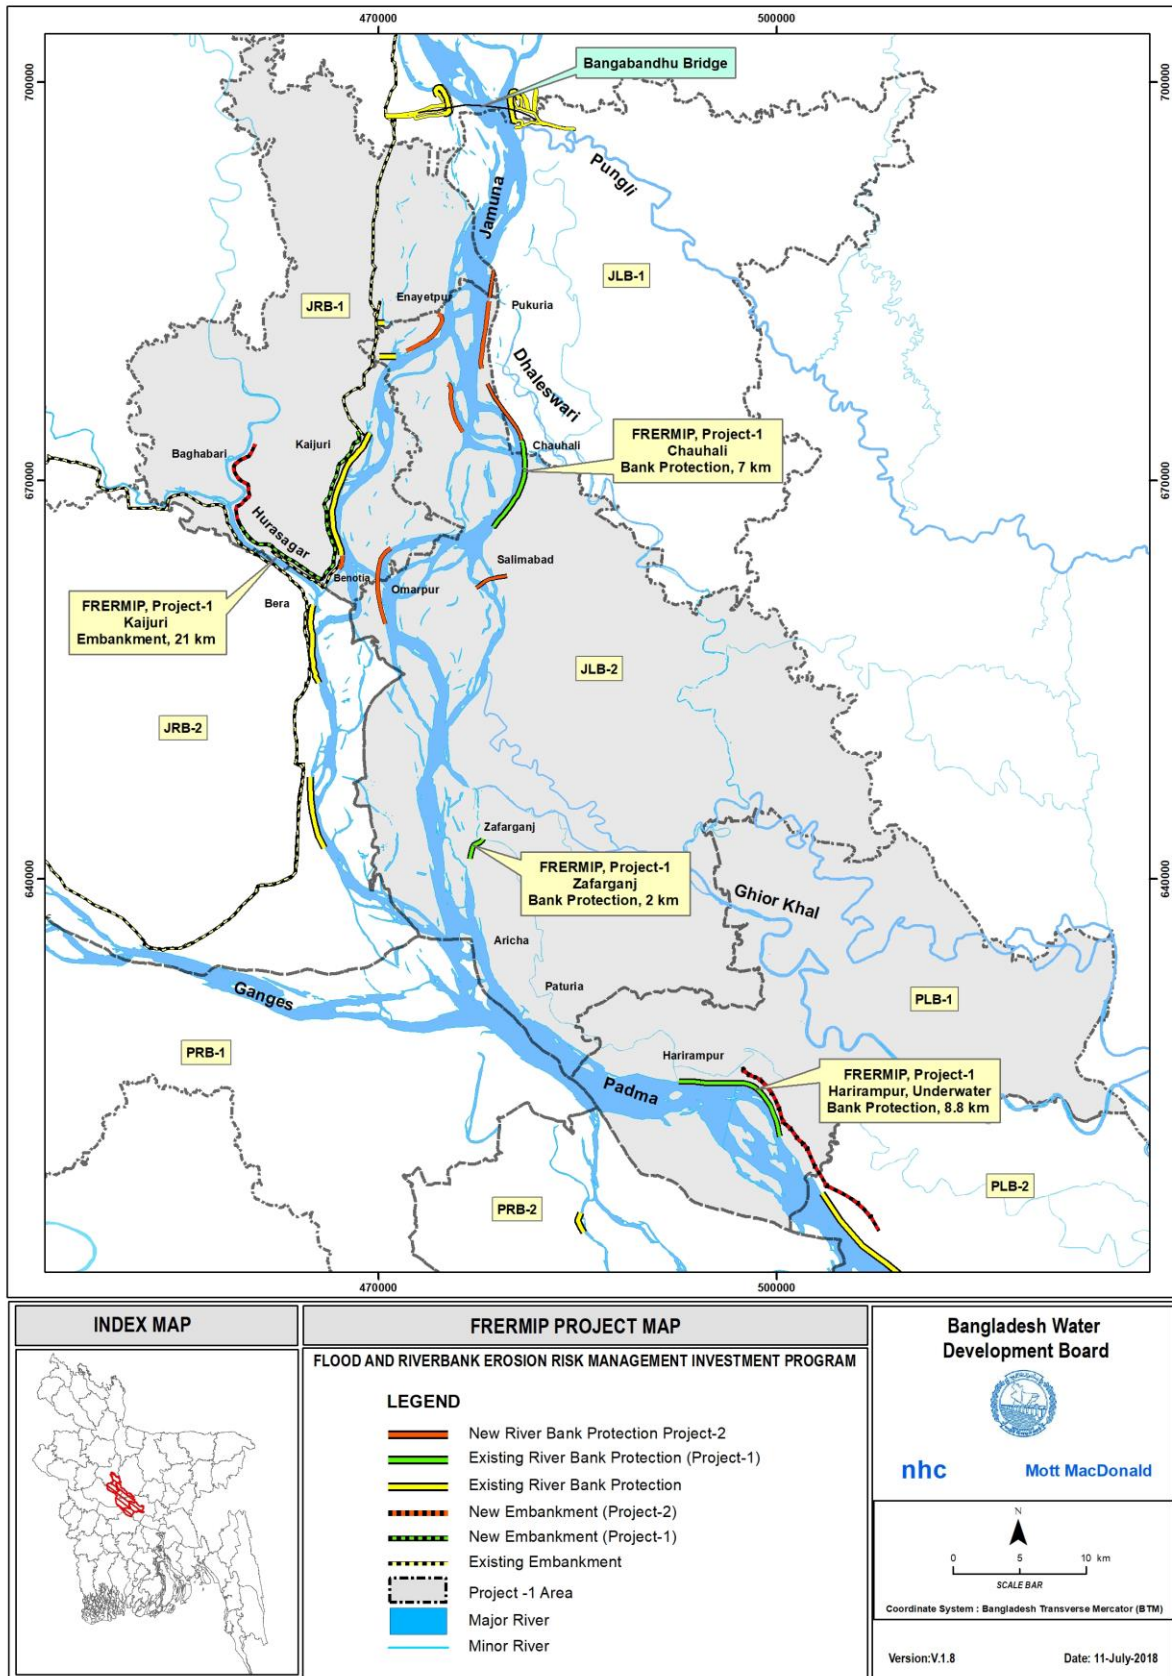 470000
500000
700000
700000
Bangabandhu Bridge
Pungli
Jamuna
JLB-1
JRB-1
Enayetpur
Pukuria
Dhaleswari
FRERMIP, Project-1
Chauhali
Bank Protection, 7 km
Kaijuri
Chauhali
Baghabari
670000
670000
Hurasagar
Salimabad
Benotia
Omarpur
FRERMIP, Project-1
Kaijuri
Embankment, 21 km
Bera
JLB-2
JRB-2
Zafarganj
FRERMIP, Project-1
Zafarganj
Bank Protection, 2 km
640000
640000
Ghior Khal
Aricha
Ganges
Paturia
PLB-1
PRB-1
Harirampur
FRERMIP, Project-1
Harirampur, Underwater
Bank Protection, 8.8 km
Padma
PLB-2
PRB-2
470000
500000
INDEX MAP
FRERMIP PROJECT MAP
FLOOD AND RIVERBANK EROSION RISK MANAGEMENT INVESTMENT PROGRAM
LEGEND
New River Bank Protection Project-2
Existing River Bank Protection (Project-1)
Existing River Bank Protection
New Embankment (Project-2)
New Embankment (Project-1)
Existing Embankment
Project -1 Area
Major River
Minor River
Bangladesh Water
Development Board
nhc
Mott MacDonald
N
0 5 10 km
SCALE BAR
Coordinate System : Bangladesh Transverse Mercator (BTM)
Version:V.1.8
Date: 11-July-2018